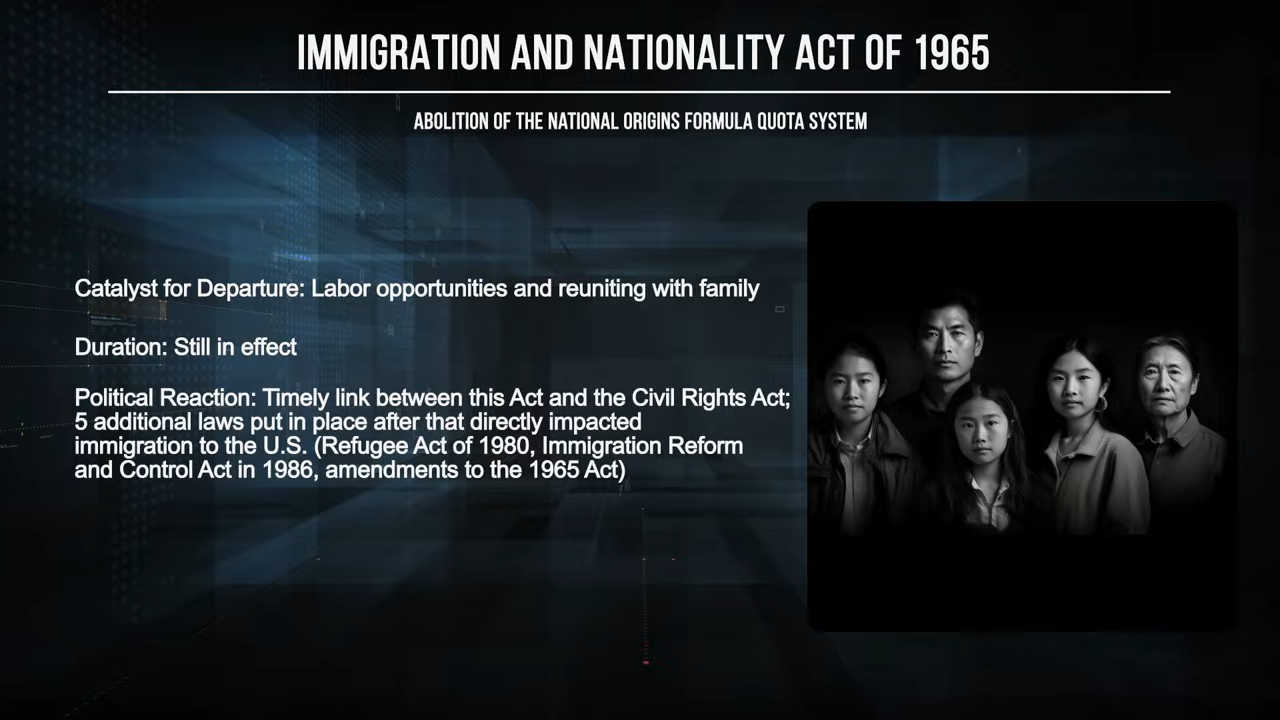 IMMIGRATION AND NATIONALITY ACT OF 1965
ABOLITION OF THE NATIONAL ORIGINS FORMULA QUOTA SYSTEM
Catalyst for Departure: Labor opportunities and reuniting with family
Duration: Still in effect
Political Reaction: Timely link between this Act and the Civil Rights Act;
5 additional laws put in place after that directly impacted
immigration to the U.S. (Refugee Act of 1980, Immigration Reform
and Control Act in 1986, amendments to the 1965 Act)